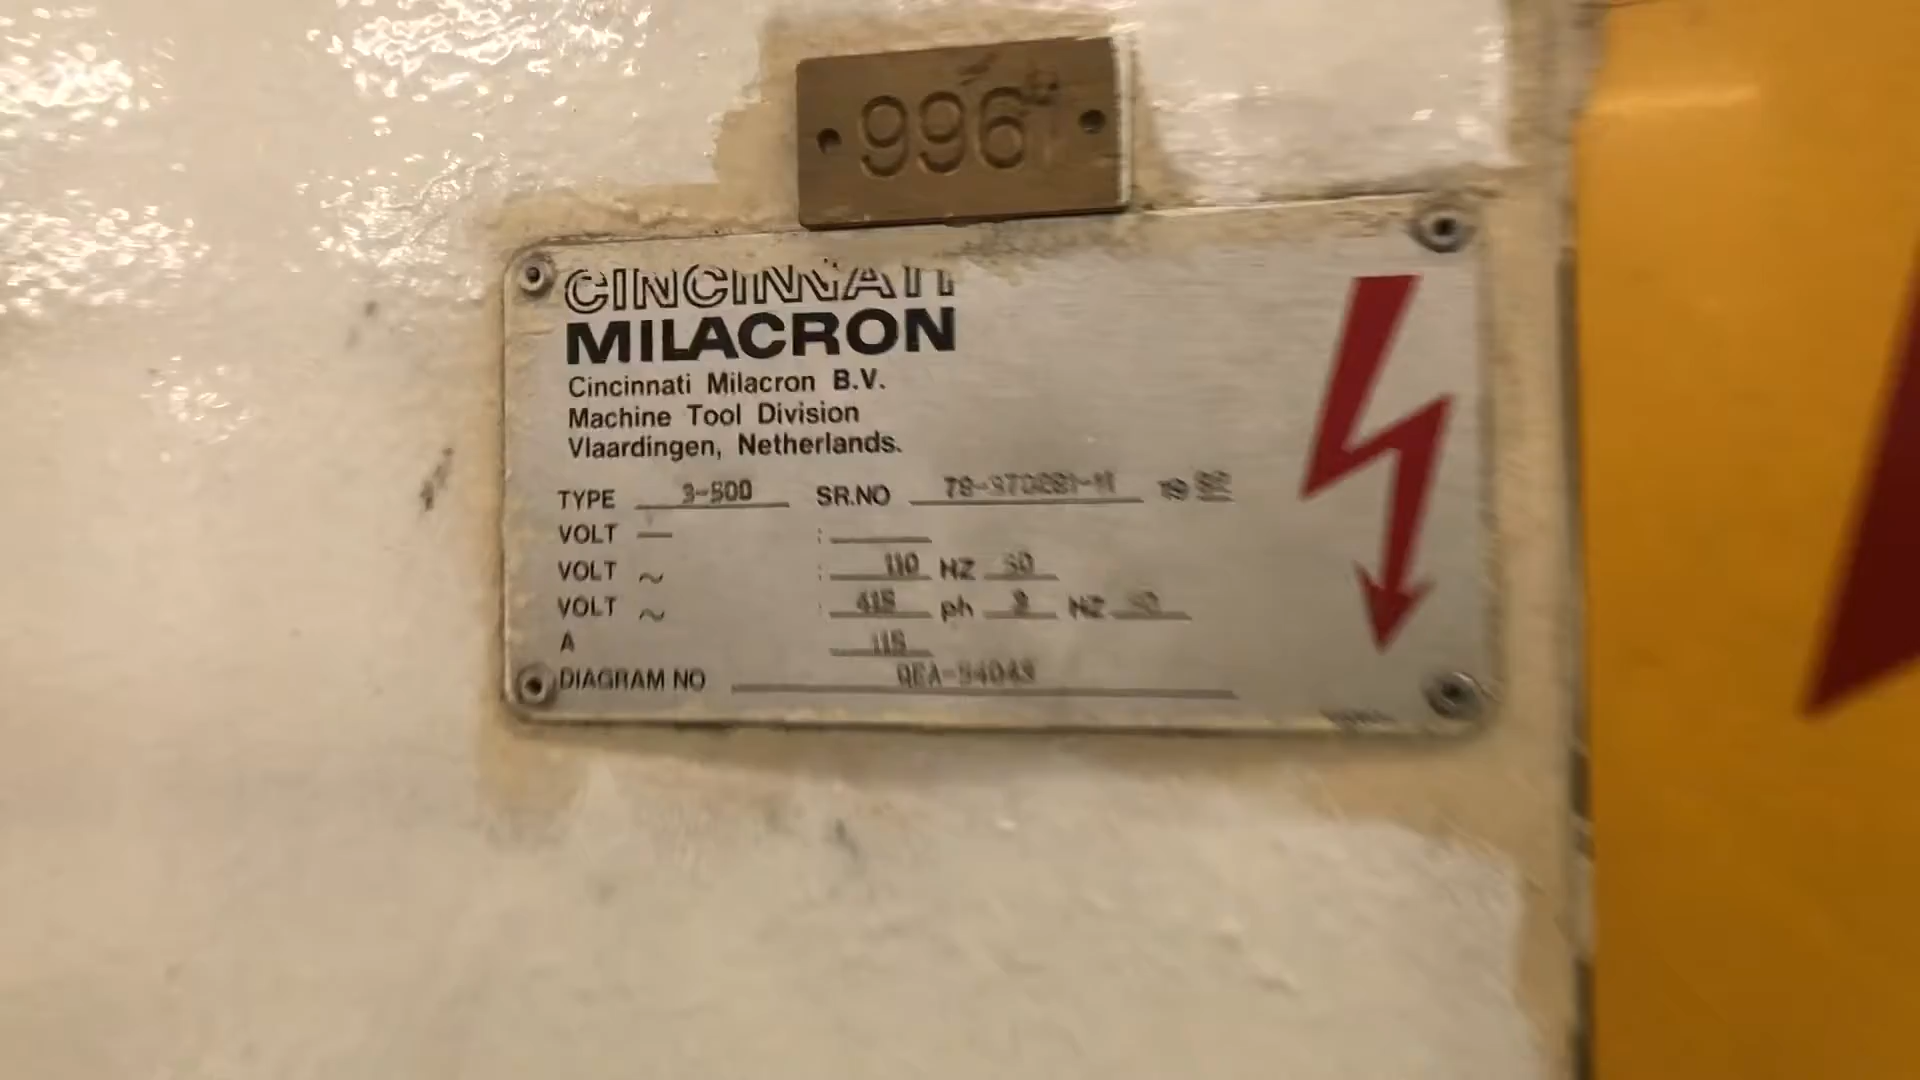 996
CINCINNATI
MILACRON
Cincinnati Milacron B.V.
Machine Tool Division
Vlaardingen, Netherlands.
TYPE 3-500 SR.NO 19
VOLT —
VOLT ~ : 110 HZ 50
VOLT ~ : 415 ph 3 HZ 50
A 115
DIAGRAM NO